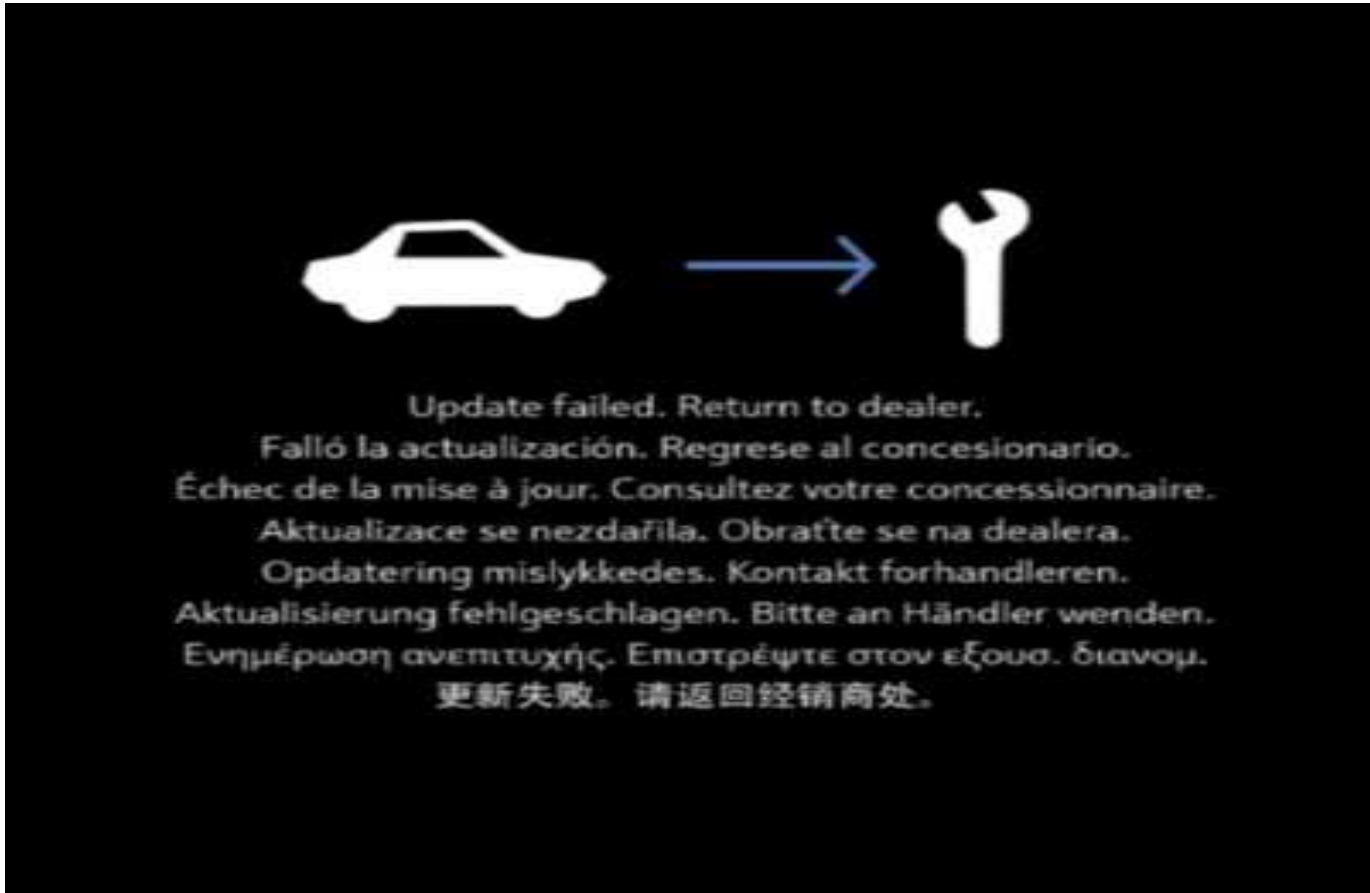 Update failed. Return to dealer.
Falló la actualización. Regrese al concesionario.
Échec de la mise à jour. Consultez votre concessionnaire.
Aktualizace se nezdařila. Obraťte se na dealera.
Opdatering mislykkedes. Kontakt forhandleren.
Aktualisierung fehlgeschlagen. Bitte an Händler wenden.
Ενημέρωση ανεπιτυχής. Επιστρέψτε στον εξουσ. διανομ.
更新失败。请返回经销商处。